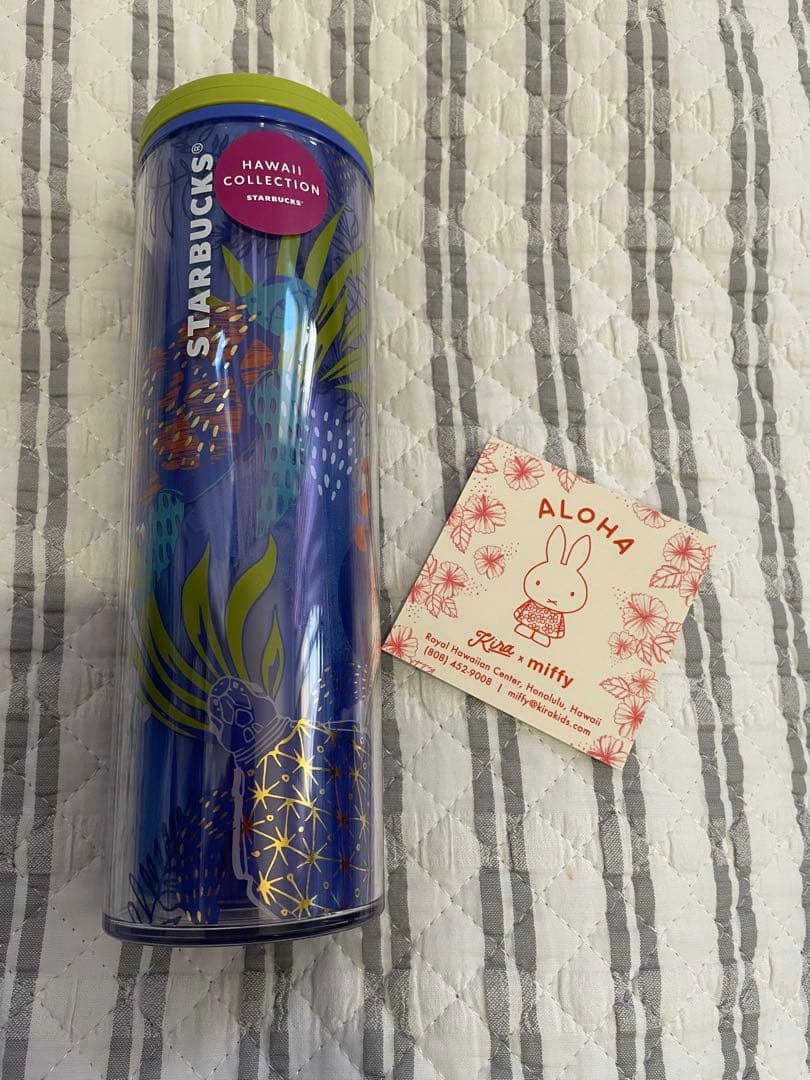 STARBUCKS®
HAWAII
COLLECTION
STARBUCKS®
ALOHA
Kira x miffy
Royal Hawaiian Center, Honolulu, Hawaii
(808) 452-9008 | miffy@kirakids.com